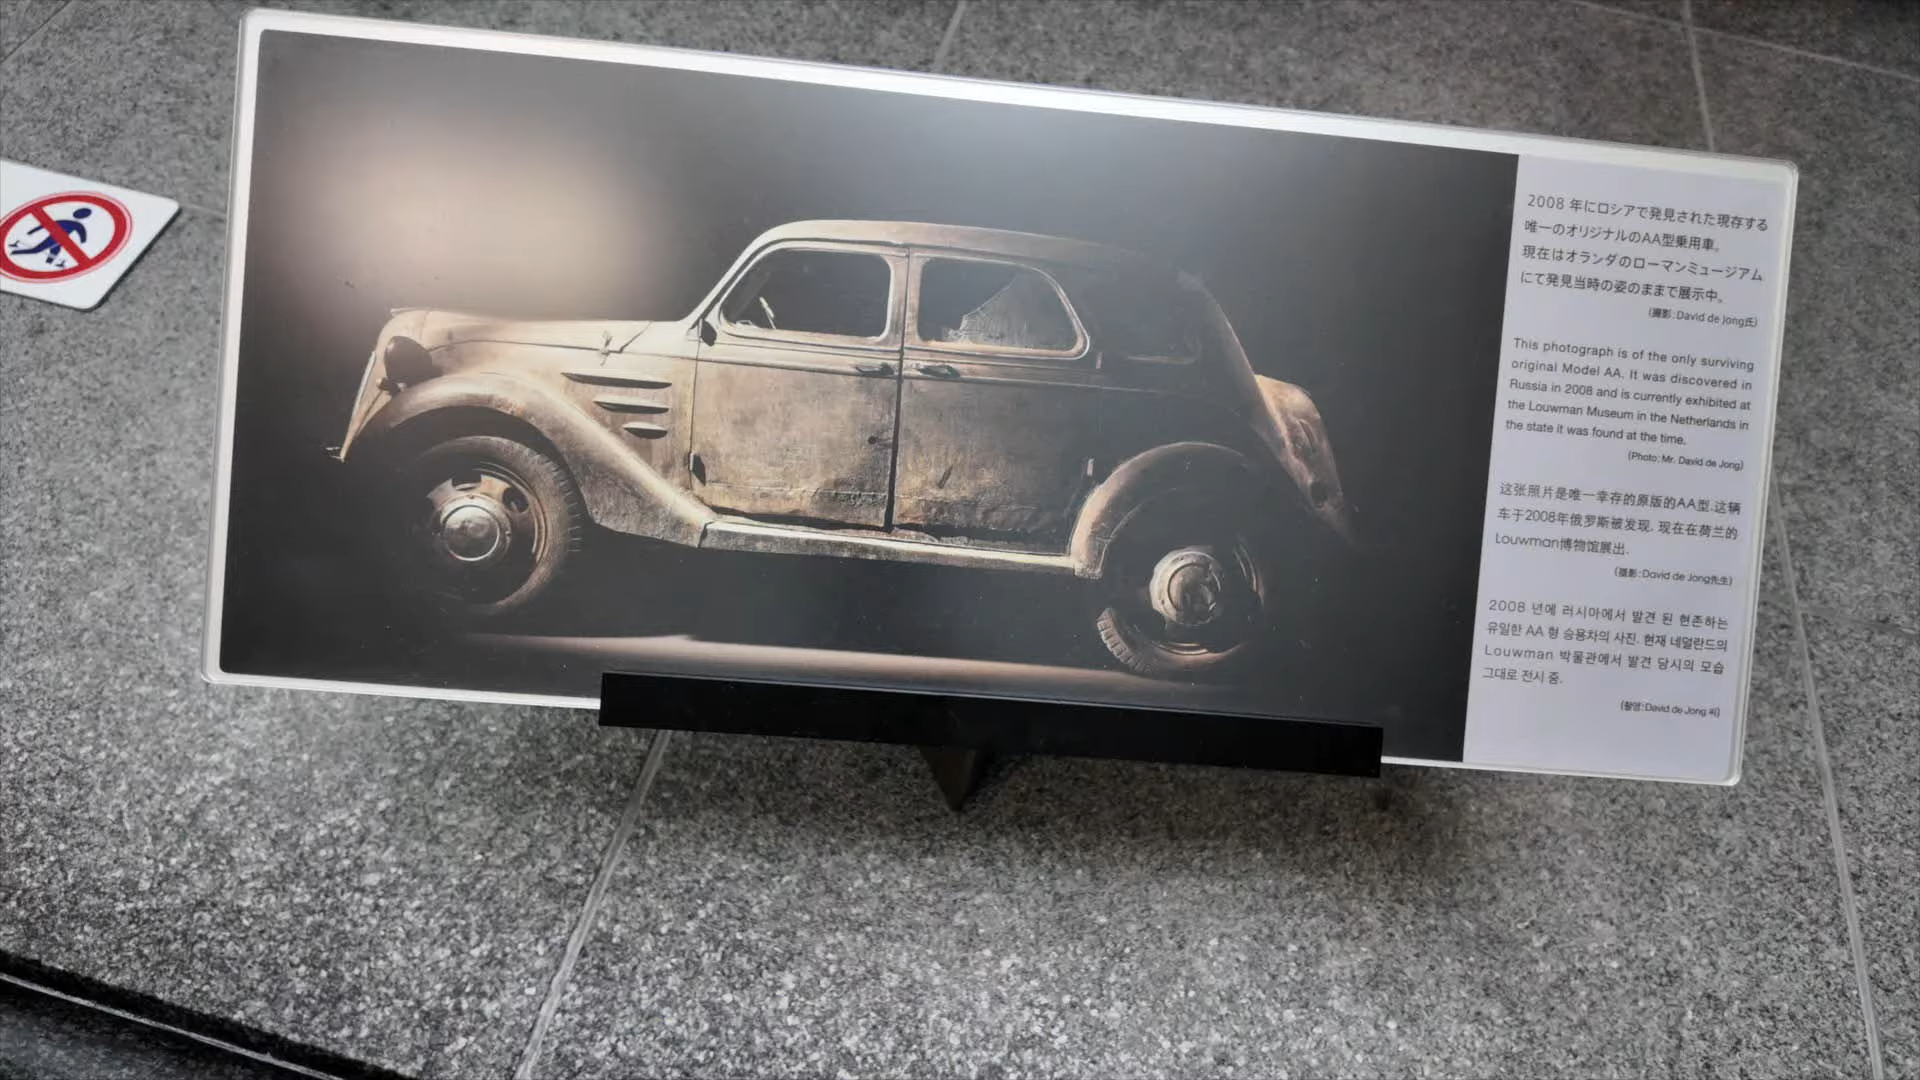 2008 年にロシアで発見された現存する
唯一のオリジナルのAA型乗用車。
現在はオランダのローマンミュージアム
にて発見当時の姿のままで展示中。
(撮影:David de Jong氏)
This photograph is of the only surviving
original Model AA. It was discovered in
Russia in 2008 and is currently exhibited at
the Louwman Museum in the Netherlands in
the state it was found at the time.
(Photo: Mr. David de Jong)
这张照片是唯一幸存的原版的AA型.这辆
车于2008年俄罗斯被发现. 现在在荷兰的
Louwman博物馆展出.
(摄影:David de Jong先生)
2008 년에 러시아에서 발견 된 현존하는
유일한 AA 형 승용차의 사진. 현재 네덜란드의
Louwman 박물관에서 발견 당시의 모습
그대로 전시 중.
(촬영:David de Jong 씨)